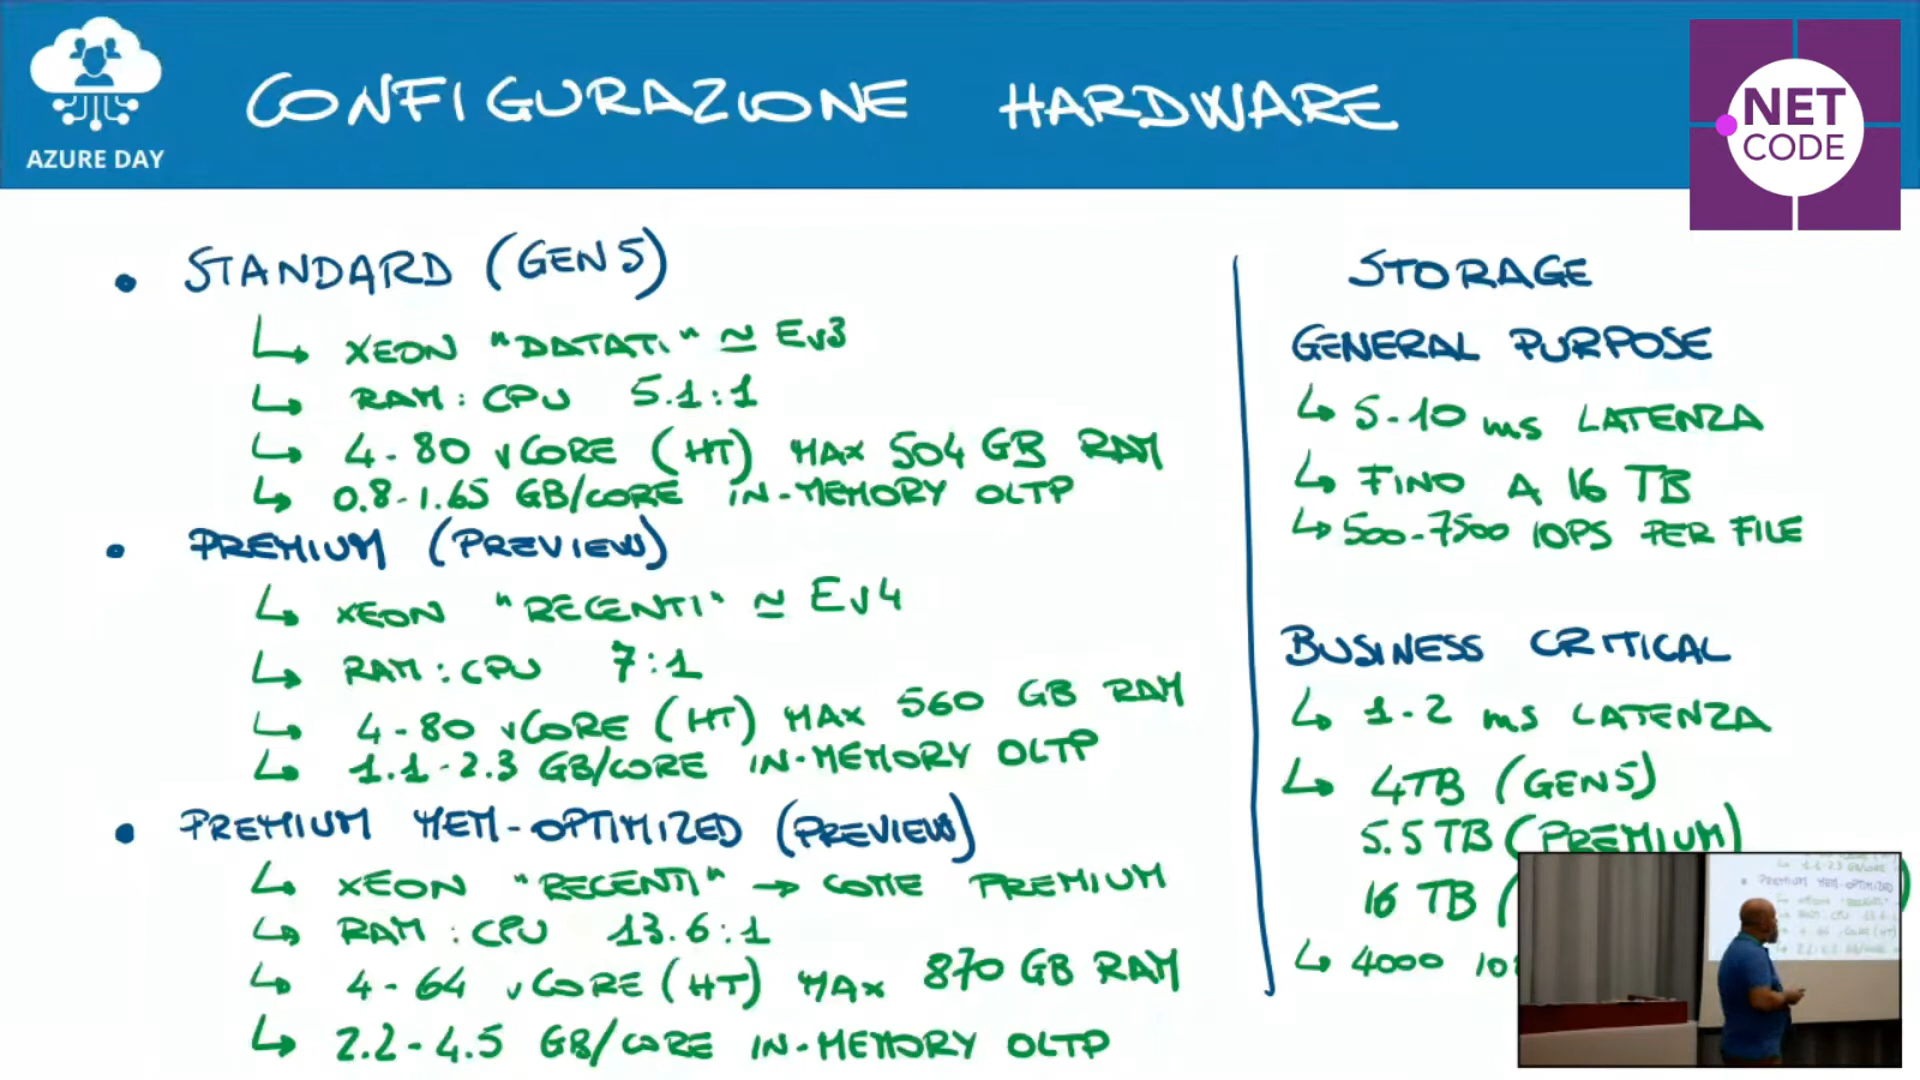 AZURE DAY
CONFIGURAZIONE HARDWARE
NET
CODE
• STANDARD (GEN5)
↳ XEON "DATATI" ≃ Ev3
↳ RAM : CPU 5.1:1
↳ 4-80 vCORE (HT) MAX 504 GB RAM
↳ 0.8-1.65 GB/CORE IN-MEMORY OLTP
• PREMIUM (PREVIEW)
↳ XEON "RECENTI" ≃ Ev4
↳ RAM : CPU 7:1
↳ 4-80 vCORE (HT) MAX 560 GB RAM
↳ 1.1-2.3 GB/CORE IN-MEMORY OLTP
• PREMIUM MEM-OPTIMIZED (PREVIEW)
↳ XEON "RECENTI" → COME PREMIUM
↳ RAM : CPU 13.6:1
↳ 4-64 vCORE (HT) MAX 870 GB RAM
↳ 2.2-4.5 GB/CORE IN-MEMORY OLTP
STORAGE
GENERAL PURPOSE
↳ 5-10 ms LATENZA
↳ FINO A 16 TB
↳ 500-7500 IOPS PER FILE
BUSINESS CRITICAL
↳ 1-2 ms LATENZA
↳ 4TB (GEN5)
5.5 TB (PREMIUM)
16 TB (
↳ 4000